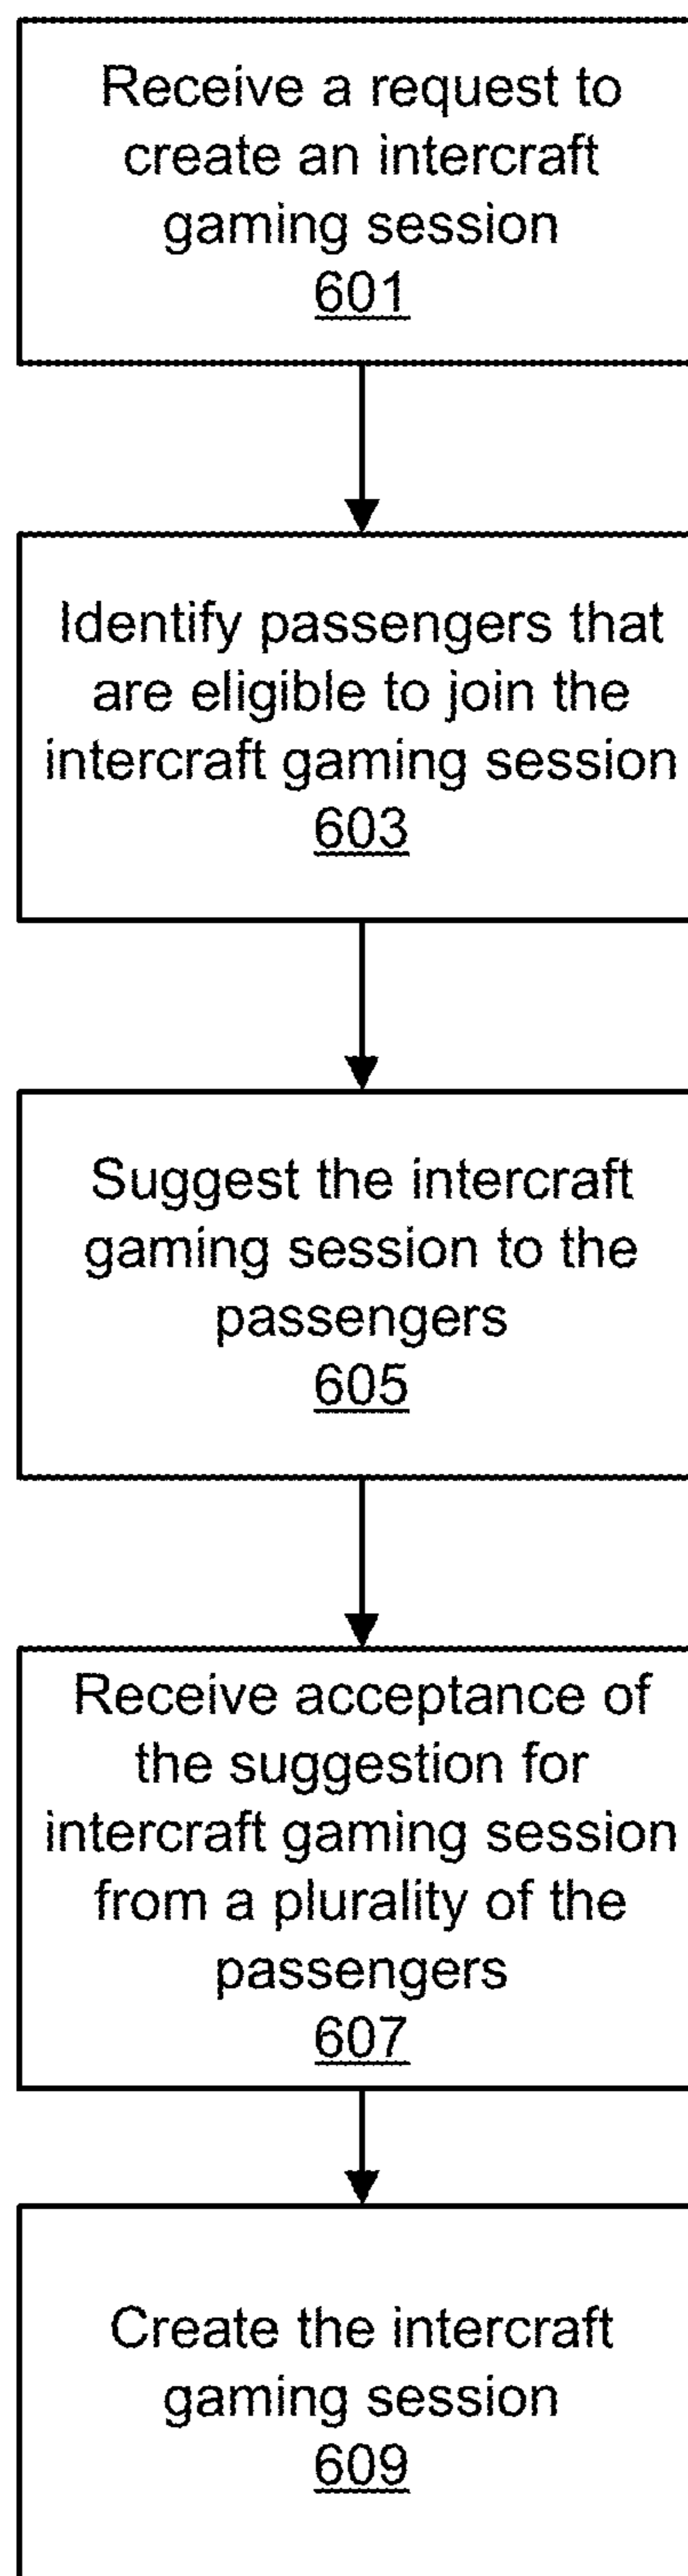 Receive a request to
create an intercraft
gaming session
601
Identify passengers that
are eligible to join the
intercraft gaming session
603
Suggest the intercraft
gaming session to the
passengers
605
Receive acceptance of
the suggestion for
intercraft gaming session
from a plurality of the
passengers
607
Create the intercraft
gaming session
609